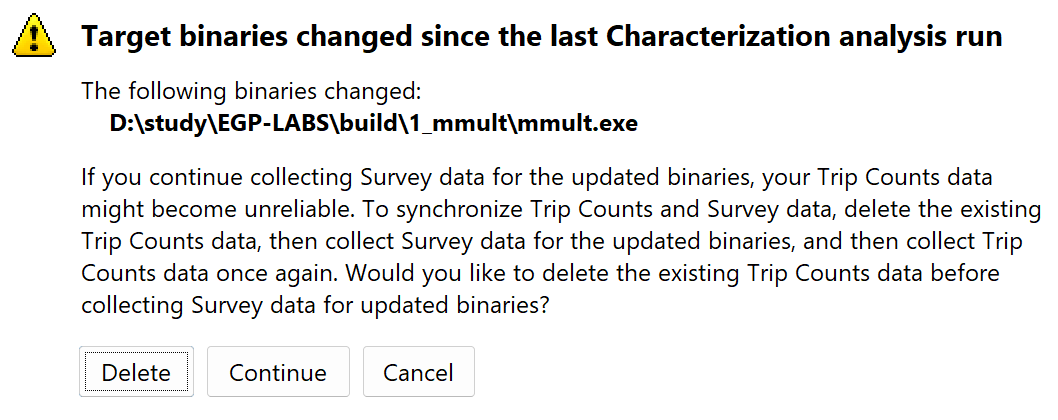 Target binaries changed since the last Characterization analysis run
The following binaries changed:
D:\study\EGP-LABS\build\1_mmult\mmult.exe
If you continue collecting Survey data for the updated binaries, your Trip Counts data
might become unreliable. To synchronize Trip Counts and Survey data, delete the existing
Trip Counts data, then collect Survey data for the updated binaries, and then collect Trip
Counts data once again. Would you like to delete the existing Trip Counts data before
collecting Survey data for updated binaries?
Delete Continue Cancel